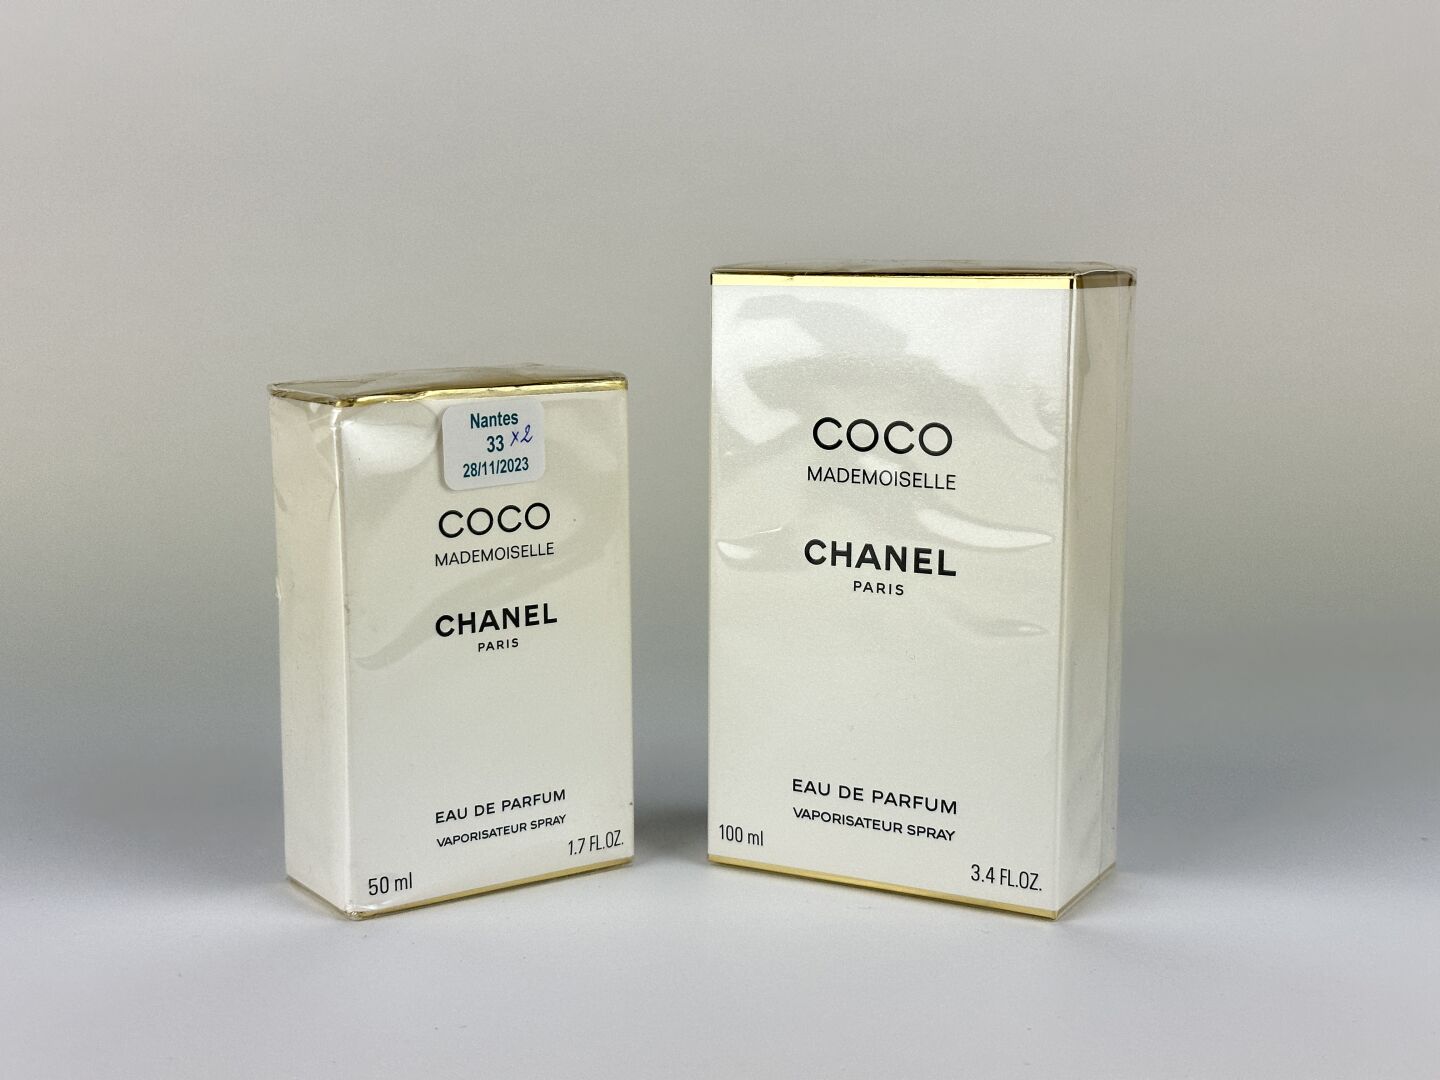 Nantes
33 x2
28/11/2023
COCO
MADEMOISELLE
CHANEL
PARIS
EAU DE PARFUM
VAPORISATEUR SPRAY
50 ml
1.7 FL.OZ.
COCO
MADEMOISELLE
CHANEL
PARIS
EAU DE PARFUM
VAPORISATEUR SPRAY
100 ml
3.4 FL.OZ.